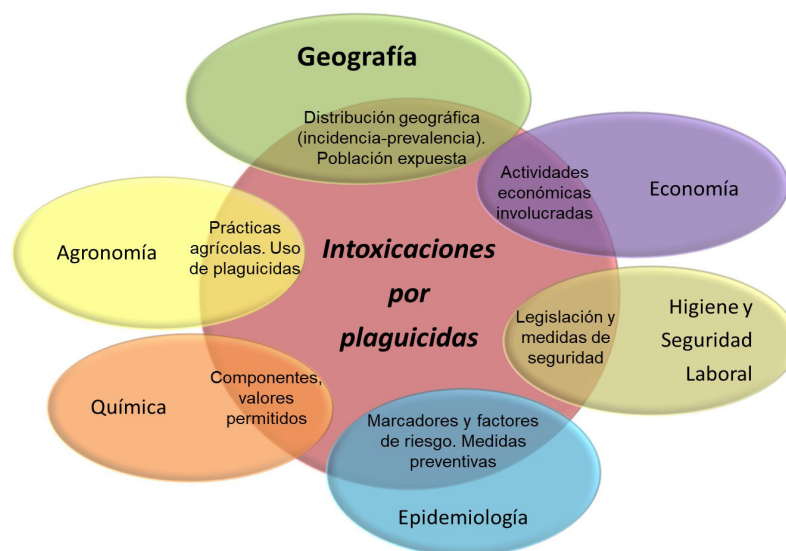 Geografía
Distribución geográfica
(incidencia-prevalencia).
Población expuesta
Actividades
económicas
involucradas
Economía
Agronomía
Prácticas
agrícolas. Uso
de plaguicidas
Intoxicaciones
por
plaguicidas
Legislación y
medidas de
seguridad
Higiene y
Seguridad
Laboral
Química
Componentes,
valores
permitidos
Marcadores y factores
de riesgo. Medidas
preventivas
Epidemiología